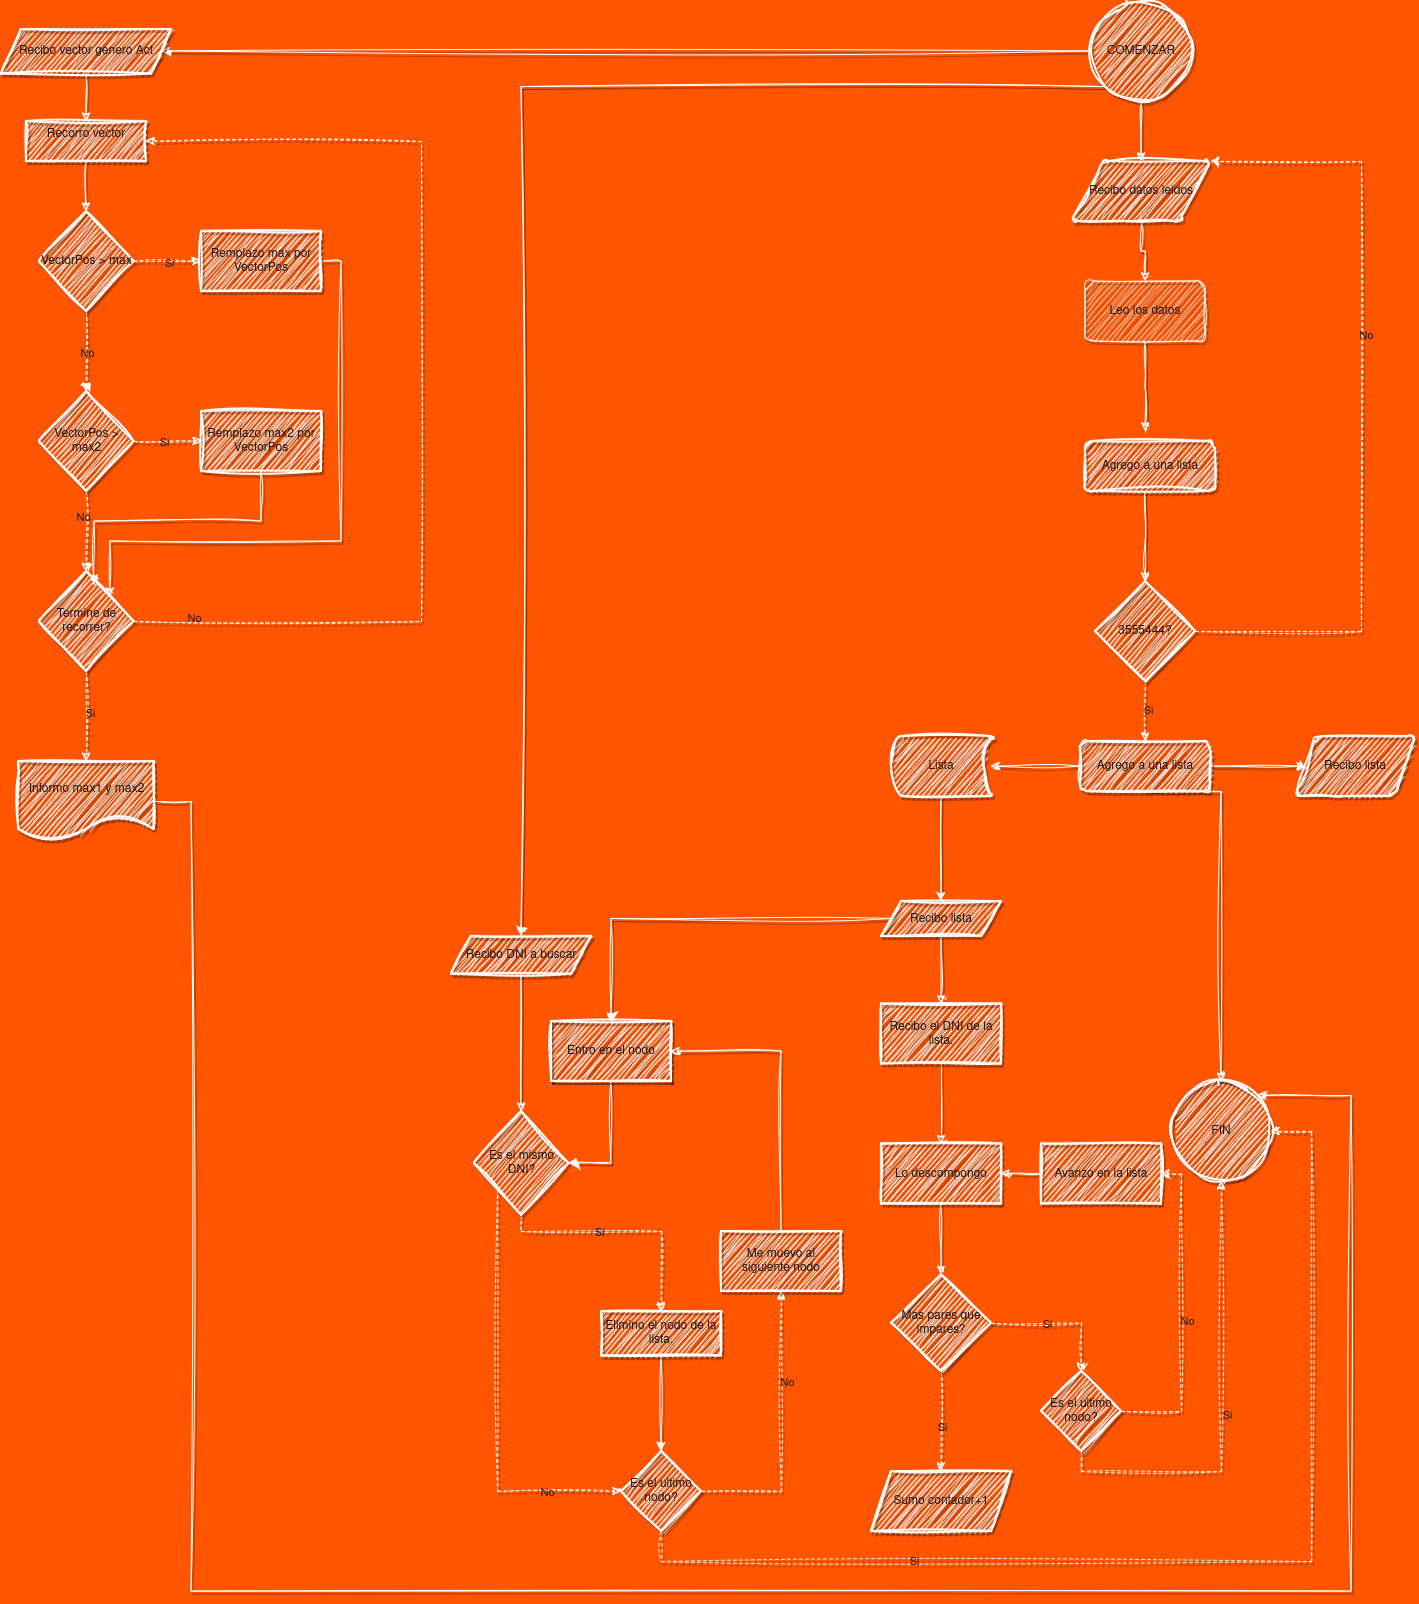 COMENZAR
Recibo vector genero Act
Recorro vector
VectorPos > max
Si
Remplazo max por
VectorPos
No
VectorPos >
max2
Si
Remplazo max2 por
VectorPos
No
Termine de
recorrer?
No
Si
Informo max1 y max2
Recibo datos leidos
Leo los datos
Agrego a una lista
3555444?
No
Si
Agrego a una lista
Lista
Recibo lista
Recibo lista
Recibo DNI a buscar
Entro en el nodo
Es el mismo
DNI?
Si
No
Elimino el nodo de la
lista.
Me muevo al
siguiente nodo
Es el ultimo
nodo?
No
Si
Recibo el DNI de la
lista.
Lo descompongo
Avanzo en la lista
Mas pares que
impares?
Si
Si
Es el ultimo
nodo?
No
Si
Sumo contador+1
FIN